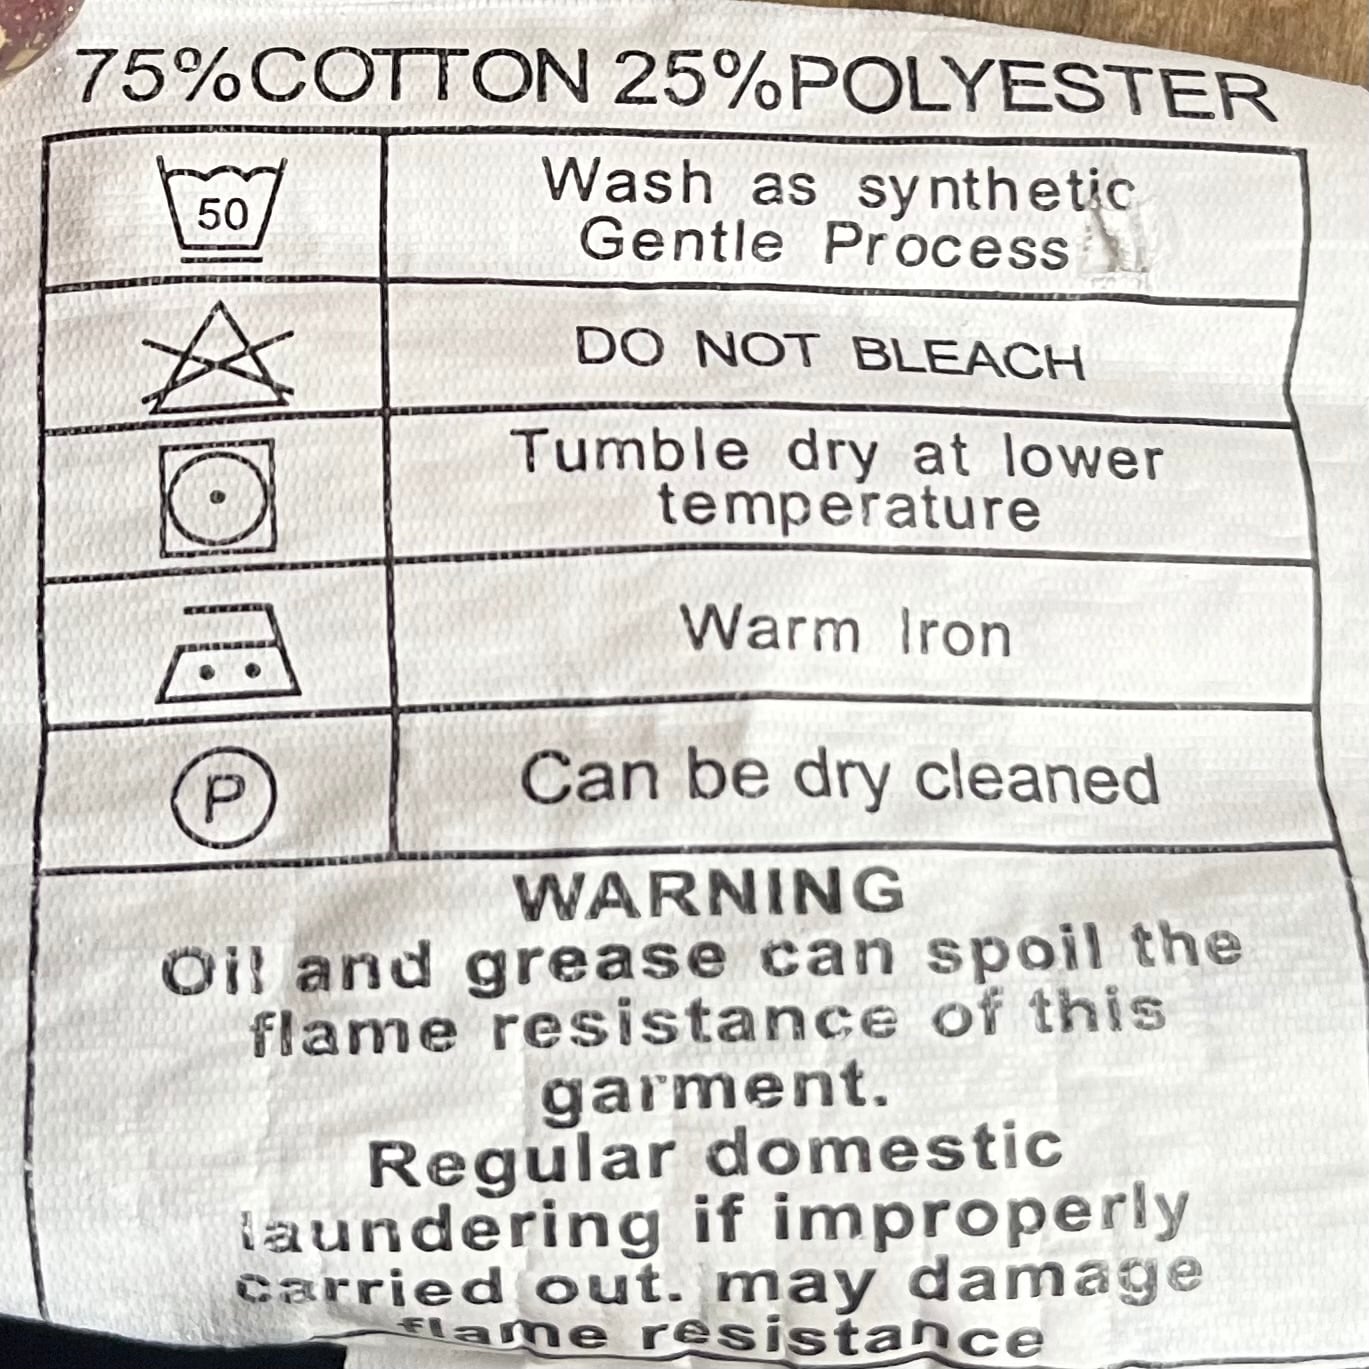 75%COTTON 25%POLYESTER
50
Wash as synthetic
Gentle Process
DO NOT BLEACH
Tumble dry at lower
temperature
Warm Iron
P
Can be dry cleaned
WARNING
Oil and grease can spoil the
flame resistance of this
garment.
Regular domestic
laundering if improperly
carried out. may damage
flame resistance